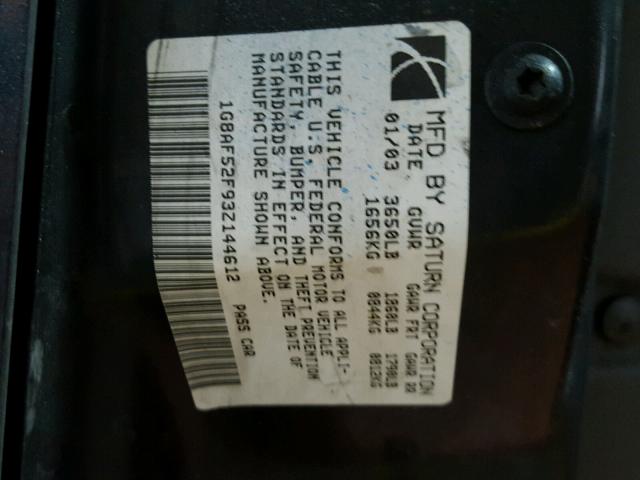 MFD BY SATURN CORPORATION
DATE GVWR GAWR FRT GAWR RR
01/03 3650LB 1860LB 1790LB
1656KG 0844KG 0812KG
THIS VEHICLE CONFORMS TO ALL APPLI-
CABLE U.S. FEDERAL MOTOR VEHICLE
SAFETY, BUMPER, AND THEFT PREVENTION
STANDARDS IN EFFECT ON THE DATE OF
MANUFACTURE SHOWN ABOVE.
1G8AF52F93Z144612 PASS CAR